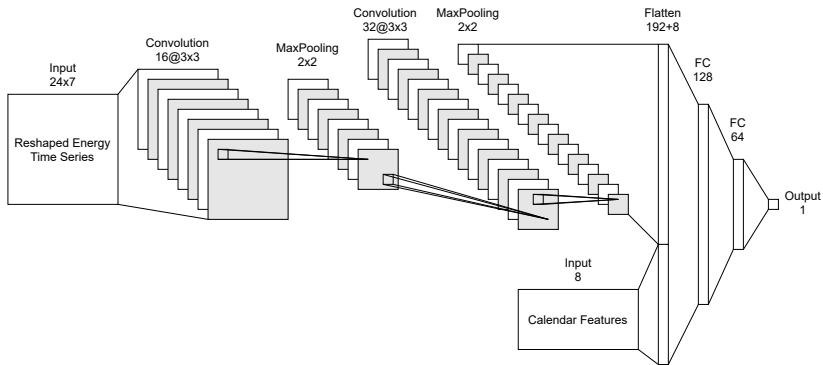 Input
24x7
Reshaped Energy
Time Series
Convolution
16@3x3
MaxPooling
2x2
Convolution
32@3x3
MaxPooling
2x2
Flatten
192+8
FC
128
FC
64
Output
1
Input
8
Calendar Features